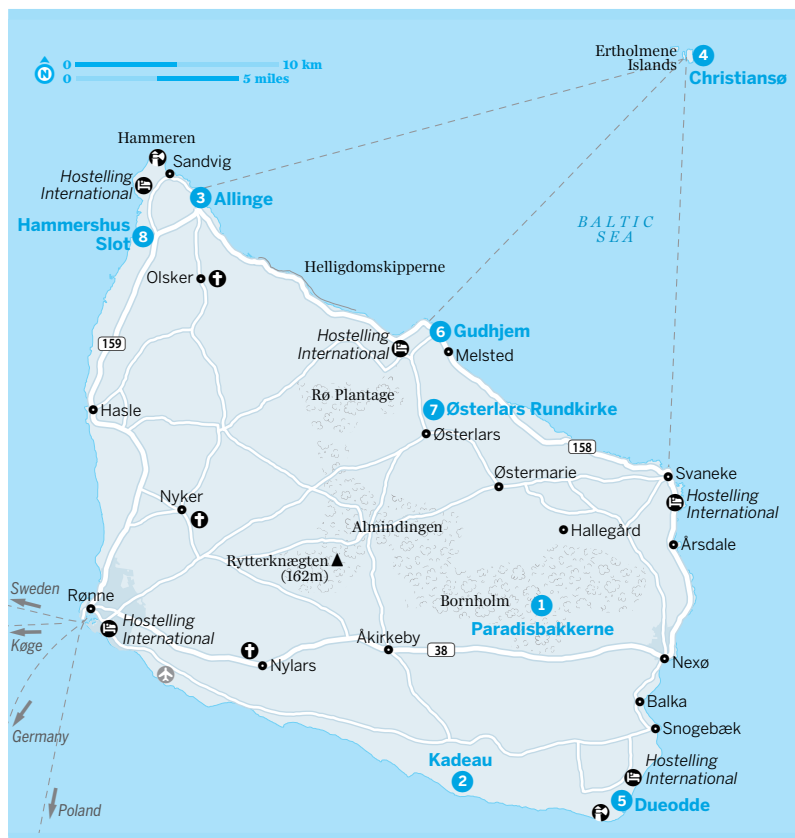 Ertholmene
Islands
4
Christiansø
0 10 km
N
0 5 miles
Hammeren
Sandvig
Hostelling
International
3 Allinge
Hammershus
Slot
8
BALTIC
SEA
Helligdomskipperne
Olsker
6 Gudhjem
Hostelling
International
Melsted
159
Rø Plantage
7 Østerlars Rundkirke
Hasle
Østerlars
158
Svaneke
Østermarie
Hostelling
International
Nyker
Almindingen
Hallegård
Årsdale
Rytterknægten
(162m)
Sweden
Rønne
Bornholm
1
Paradisbakkerne
Hostelling
International
Køge
Åkirkeby
38
Nexø
Nylars
Balka
Snogebæk
Germany
Kadeau
2
Hostelling
International
5 Dueodde
Poland